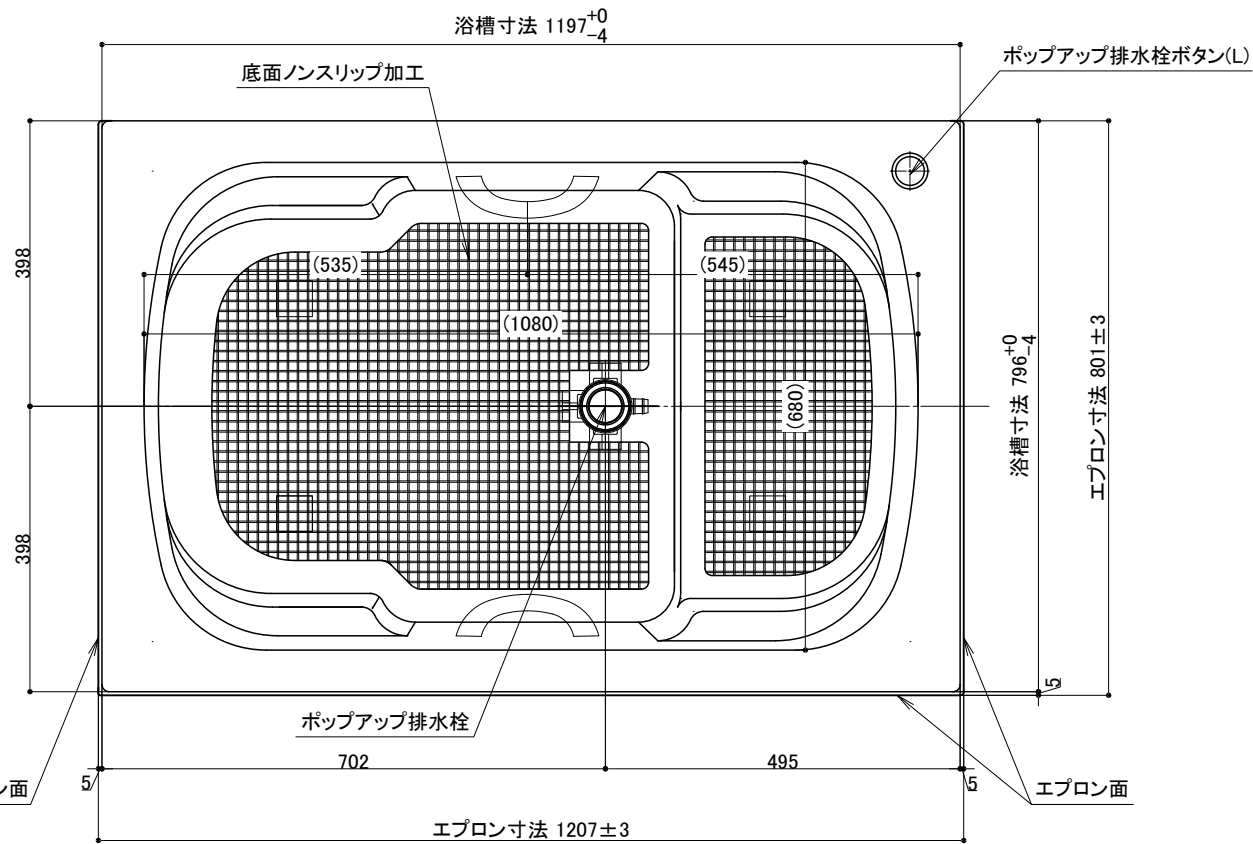 浴槽寸法 1197+0-4
ポップアップ排水栓ボタン(L)
底面ノンスリップ加工
398
(535)
(545)
(1080)
(680)
浴槽寸法 796+0-4
エプロン寸法 801±3
398
5
ポップアップ排水栓
702
495
5
5
ン面
エプロン面
エプロン寸法 1207±3